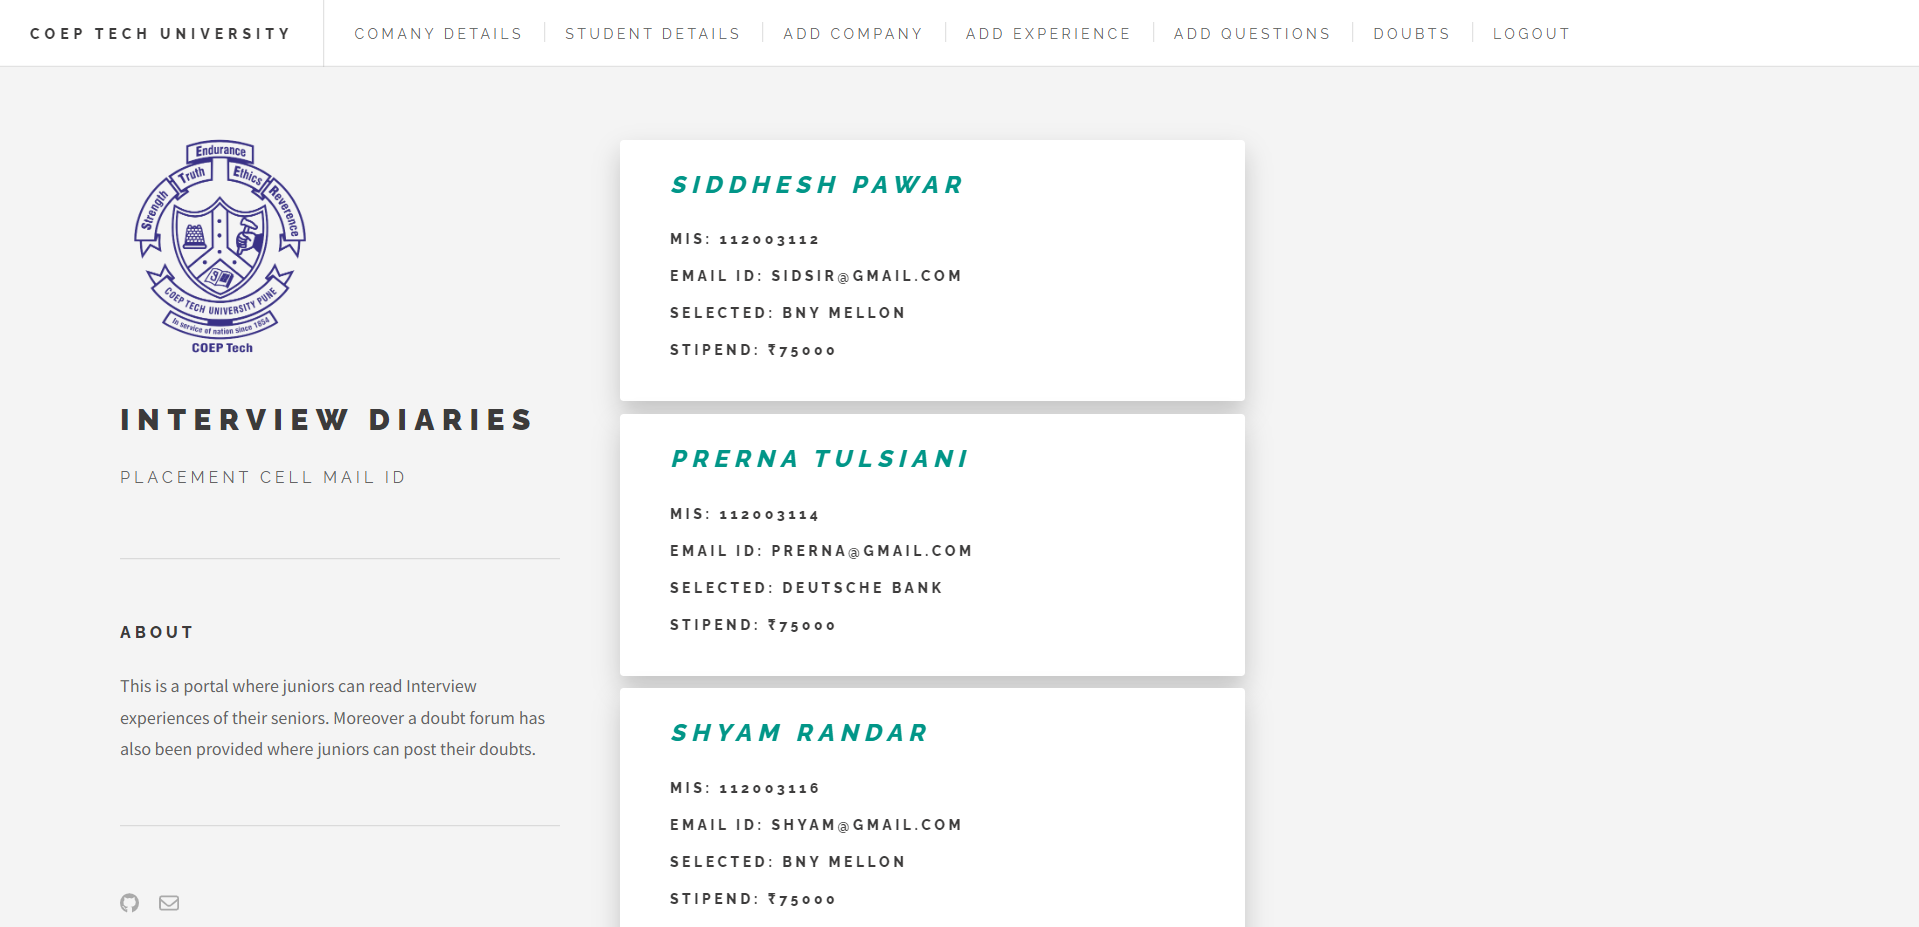 COEP TECH UNIVERSITY
COMANY DETAILS
STUDENT DETAILS
ADD COMPANY
ADD EXPERIENCE
ADD QUESTIONS
DOUBTS
LOGOUT
Endurance
Truth
Ethics
Strength
Reverence
COEP TECH UNIVERSITY PUNE
In service of nation since 1854
COEP Tech
INTERVIEW DIARIES
PLACEMENT CELL MAIL ID
ABOUT
This is a portal where juniors can read Interview
experiences of their seniors. Moreover a doubt forum has
also been provided where juniors can post their doubts.
SIDDHESH PAWAR
MIS: 112003112
EMAIL ID: SIDSIR@GMAIL.COM
SELECTED: BNY MELLON
STIPEND: ₹75000
PRERNA TULSIANI
MIS: 112003114
EMAIL ID: PRERNA@GMAIL.COM
SELECTED: DEUTSCHE BANK
STIPEND: ₹75000
SHYAM RANDAR
MIS: 112003116
EMAIL ID: SHYAM@GMAIL.COM
SELECTED: BNY MELLON
STIPEND: ₹75000